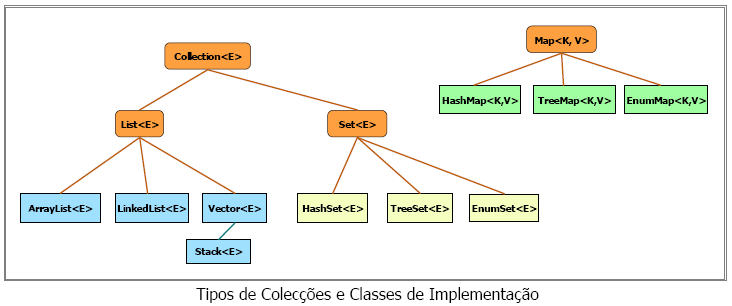 Collection<E>
Map<K, V>
HashMap<K,V>
TreeMap<K,V>
EnumMap<K,V>
List<E>
Set<E>
ArrayList<E>
LinkedList<E>
Vector<E>
HashSet<E>
TreeSet<E>
EnumSet<E>
Stack<E>
Tipos de Colecções e Classes de Implementação